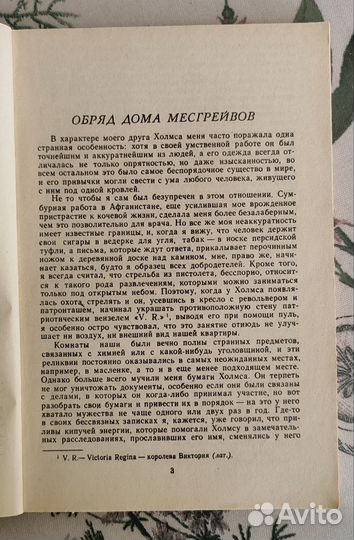 ОБРЯД ДОМА МЕСГРЕЙВОВ
В характере моего друга Холмса меня часто поражала одна
странная особенность: хотя в своей умственной работе он был
точнейшим и аккуратнейшим из людей, а его одежда всегда от-
личалась не только опрятностью, но даже изысканностью, во
всем остальном это было самое беспорядочное существо в мире,
и его привычки могли свести с ума любого человека, живущего
с ним под одной кровлей.
Не то чтобы я сам был безупречен в этом отношении. Сум-
бурная работа в Афганистане, еще усилившая мое врожденное
пристрастие к кочевой жизни, сделала меня более безалаберным,
чем это позволительно для врача. Но все же моя неаккуратность
имеет известные границы, и, когда я вижу, что человек держит
свои сигары в ведерке для угля, табак — в носке персидской
туфли, а письма, которые ждут ответа, прикалывает перочинным
ножом к деревянной доске над камином, мне, право же, начи-
нает казаться, будто я образец всех добродетелей. Кроме того,
я всегда считал, что стрельба из пистолета, бесспорно, относит-
ся к такого рода развлечениям, которыми можно заниматься
только под открытым небом. Поэтому, когда у Холмса появля-
лась охота, стрелять и он, усевшись в кресло с револьвером и
патронташем, начинал украшать противоположную стену пат-
риотическим вензелем «V. R.»¹, выводя его при помощи пуль,
я особенно остро чувствовал, что это занятие отнюдь не улуч-
шает ни воздух, ни внешний вид нашей квартиры.
Комнаты наши были вечно полны странных предметов,
связанных с химией или с какой-нибудь уголовщиной, и эти
реликвии постоянно оказывались в самых неожиданных местах,
например, в масленке, а то и в еще менее подходящем месте.
Однако больше всего мучили меня бумаги Холмса. Он терпеть
не мог уничтожать документы, особенно если они были связаны
с делами, в которых он когда-либо принимал участие, но вот
разобрать свои бумаги и привести их в порядок — на это у него
хватало мужества не чаще одного или двух раз в год. Где-то
в своих бессвязных записках я, кажется, уже говорил, что при-
ливы кипучей энергии, которые помогали Холмсу в замечатель-
ных расследованиях, прославивших его имя, сменялись у него
¹ V. R.— Victoria Regina — королева Виктория (лат.).
3
Avito